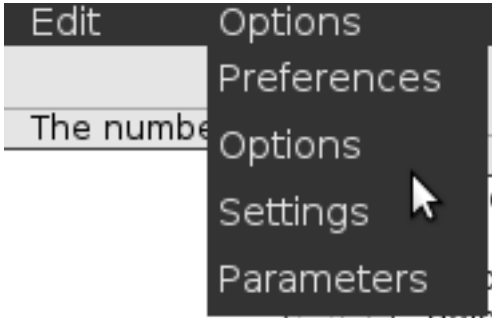 Edit Options
Preferences
The numbe
Options
Settings
Parameters